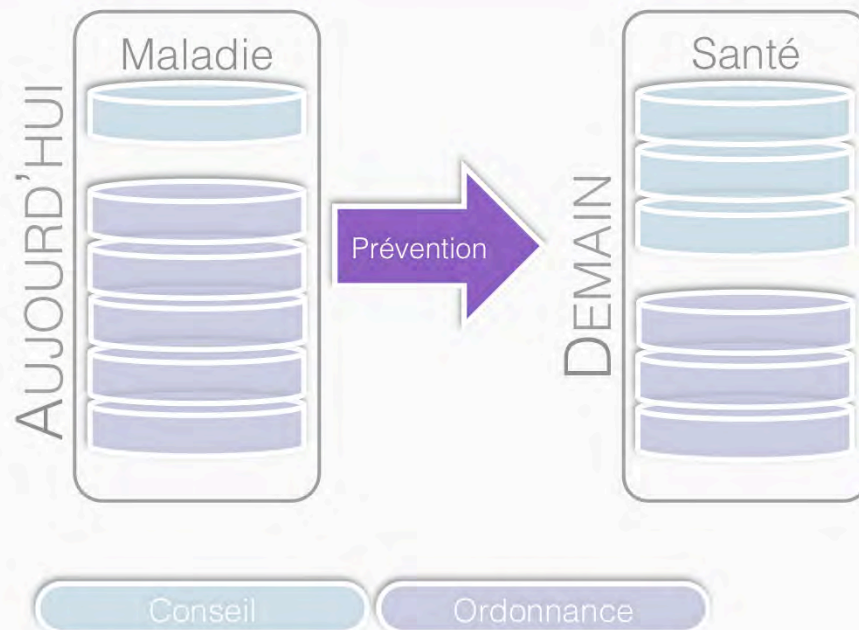 AUJOURD'HUI
Maladie
Prévention
DEMAIN
Santé
Conseil
Ordonnance